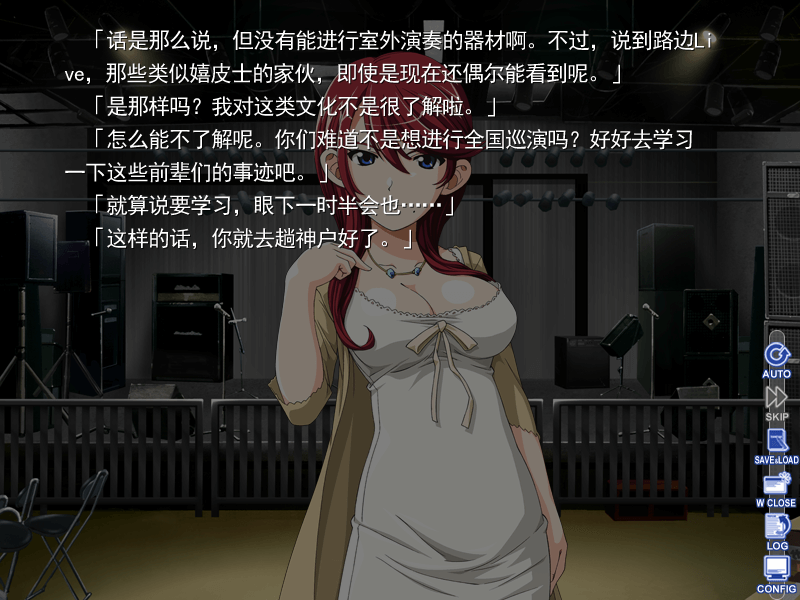 「话是那么说，但没有能进行室外演奏的器材啊。不过，说到路边Li
ve，那些类似嬉皮士的家伙，即使是现在还偶尔能看到呢。」
「是那样吗？我对这类文化不是很了解啦。」
「怎么能不了解呢。你们难道不是想进行全国巡演吗？好好去学习
一下这些前辈们的事迹吧。」
「就算说要学习，眼下一时半会也……」
「这样的话，你就去趟神户好了。」
AUTO
SKIP
SAVE&LOAD
W CLOSE
LOG
CONFIG